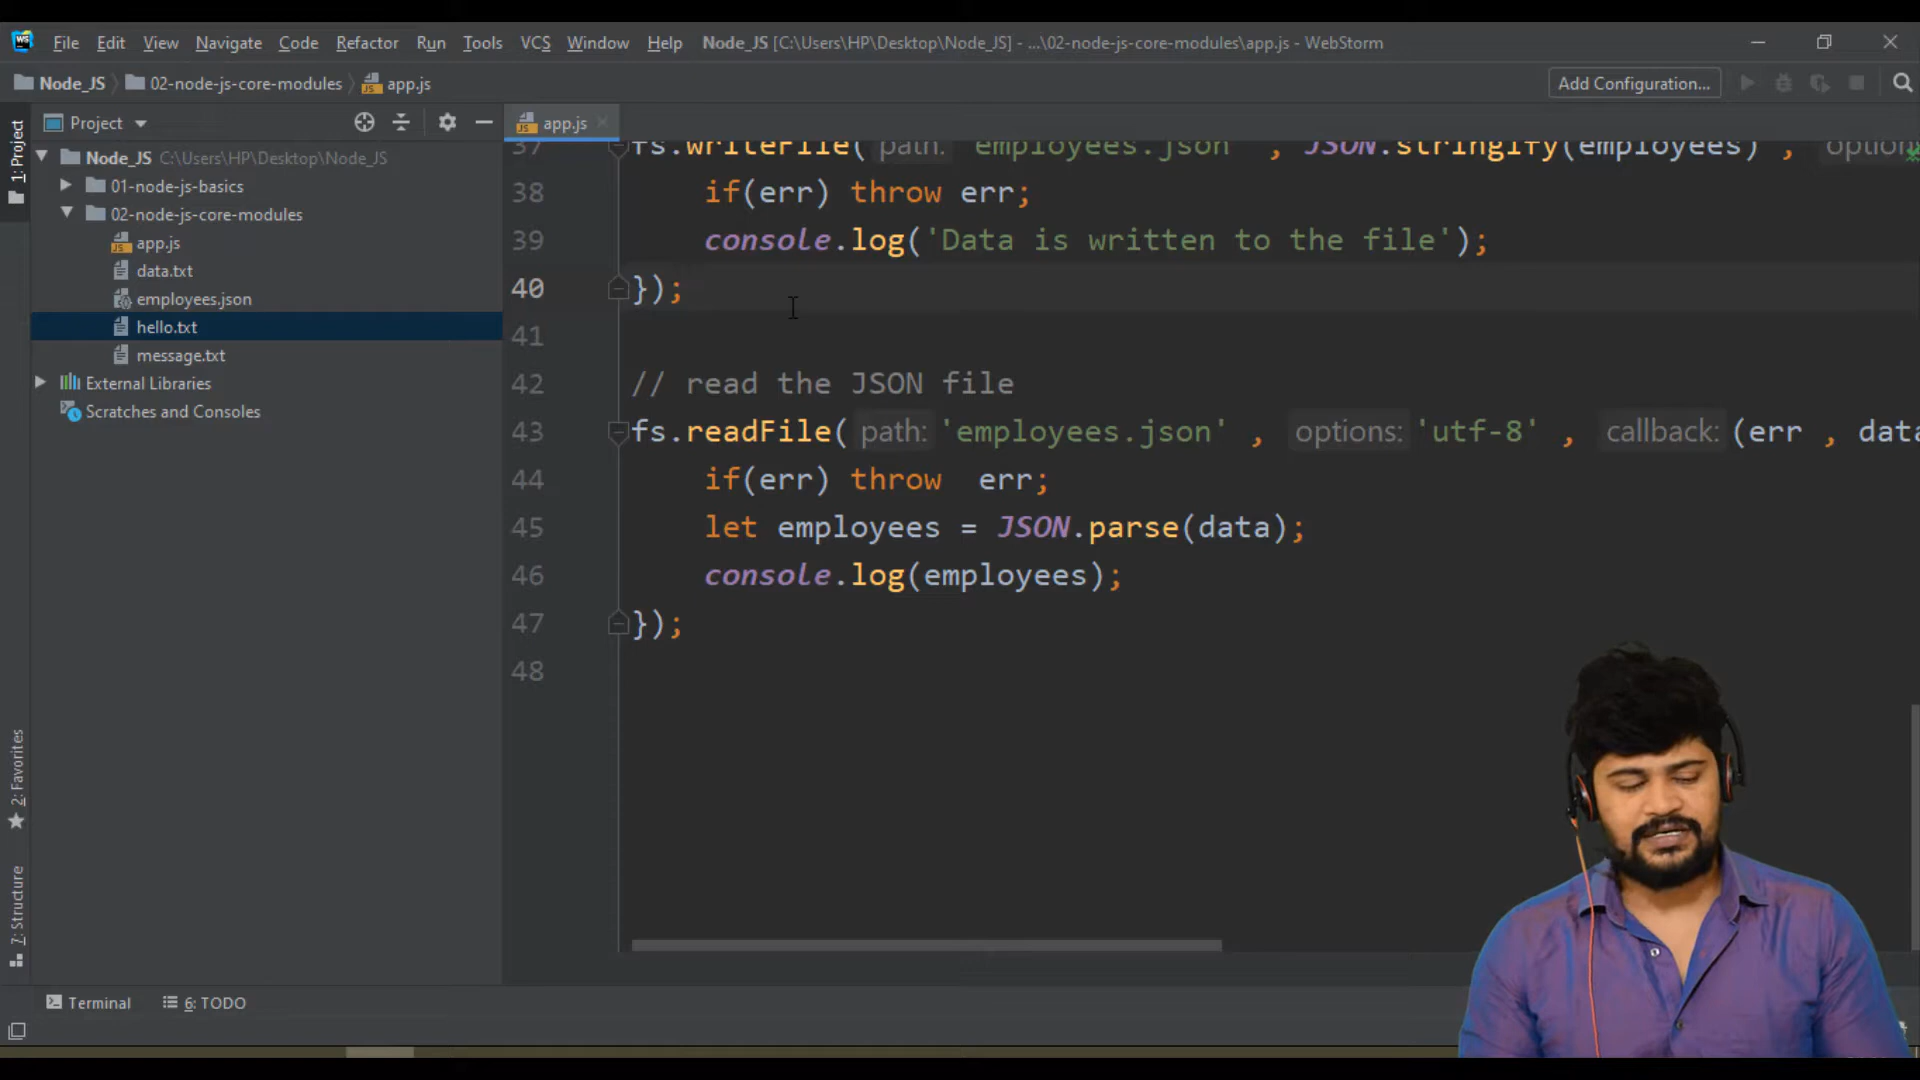 WS File Edit View Navigate Code Refactor Run Tools VCS Window Help Node_JS [C:\Users\HP\Desktop\Node_JS] - ...\02-node-js-core-modules\app.js - WebStorm
Node_JS 02-node-js-core-modules app.js Add Configuration...
1: Project
Project
Node_JS C:\Users\HP\Desktop\Node_JS
01-node-js-basics
02-node-js-core-modules
app.js
data.txt
employees.json
hello.txt
message.txt
External Libraries
Scratches and Consoles
2: Favorites
7: Structure
app.js
37 fs.writeFile( path: 'employees.json' , JSON.stringify(employees) , option
38 if(err) throw err;
39 console.log('Data is written to the file');
40 });
41
42 // read the JSON file
43 fs.readFile( path: 'employees.json' , options: 'utf-8' , callback: (err , data
44 if(err) throw  err;
45 let employees = JSON.parse(data);
46 console.log(employees);
47 });
48
Terminal 6: TODO